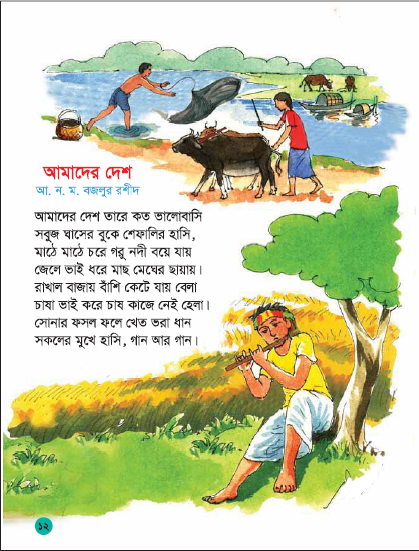 আমাদের দেশ
আ. ন. ম. বজলুর রশীদ
আমাদের দেশ তারে কত ভালোবাসি
সবুজ ঘাসের বুকে শেফালির হাসি,
মাঠে মাঠে চরে গরু নদী বয়ে যায়
জেলে ভাই ধরে মাছ মেঘের ছায়ায়।
রাখাল বাজায় বাঁশি কেটে যায় বেলা
চাষা ভাই করে চাষ কাজে নেই হেলা।
সোনার ফসল ফলে খেত ভরা ধান
সকলের মুখে হাসি, গান আর গান।
১২